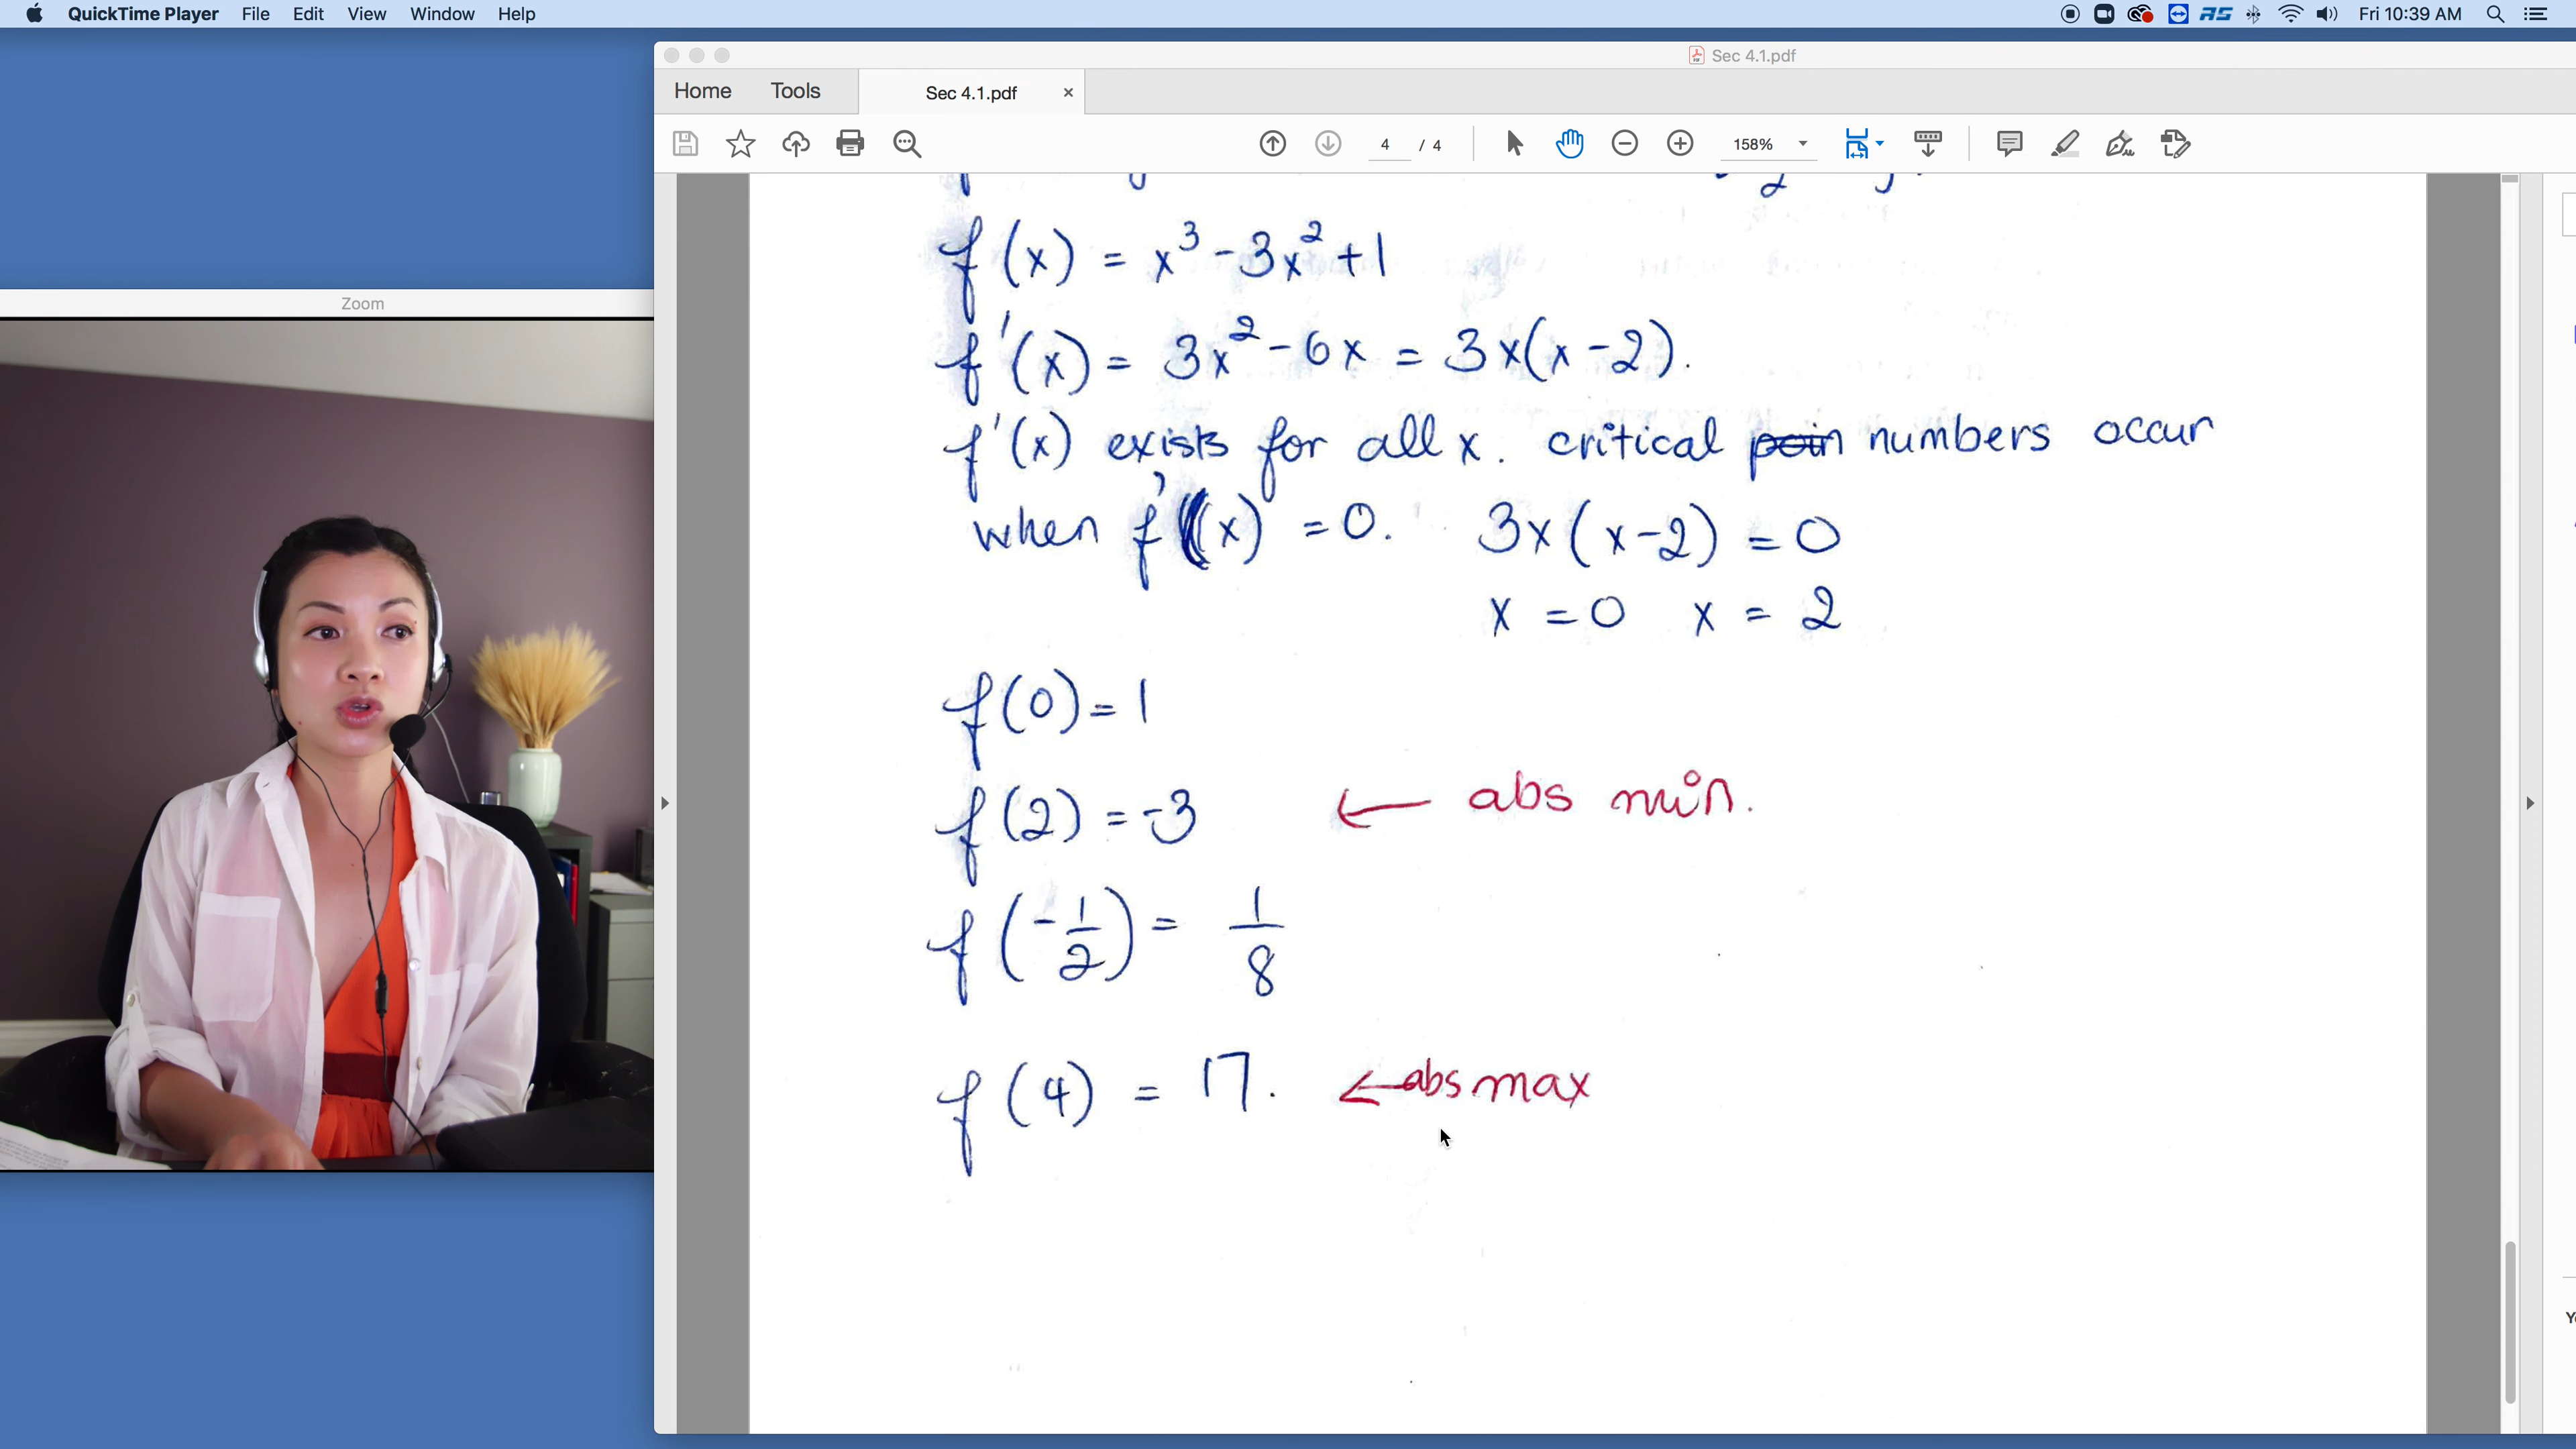 QuickTime Player File Edit View Window Help Fri 10:39 AM
Sec 4.1.pdf
Home Tools Sec 4.1.pdf
4 / 4 158%
Zoom
f(x) = x³ - 3x² + 1
f'(x) = 3x² - 6x = 3x(x - 2).
f'(x) exists for all x. critical poin numbers occur
when f'(x) = 0. 3x(x-2) = 0
x = 0 x = 2
f(0) = 1
f(2) = -3 ← abs min.
f(-1/2) = 1/8
f(4) = 17. ← abs max